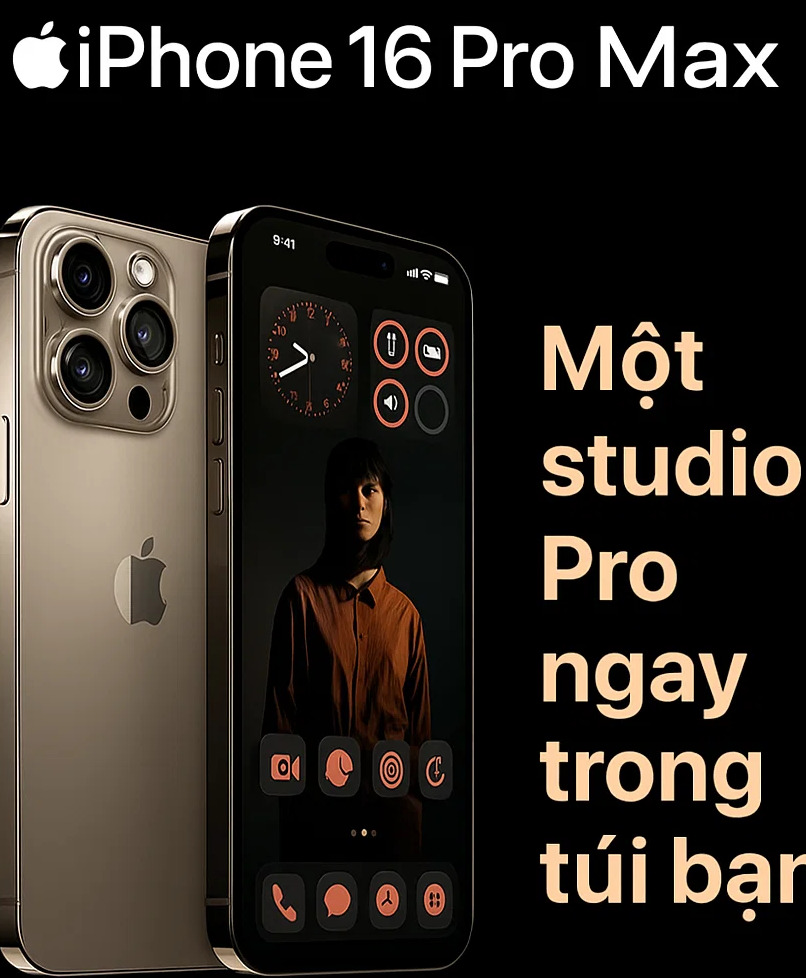 iPhone 16 Pro Max
9:41
Một
studio
Pro
ngay
trong
túi bạn